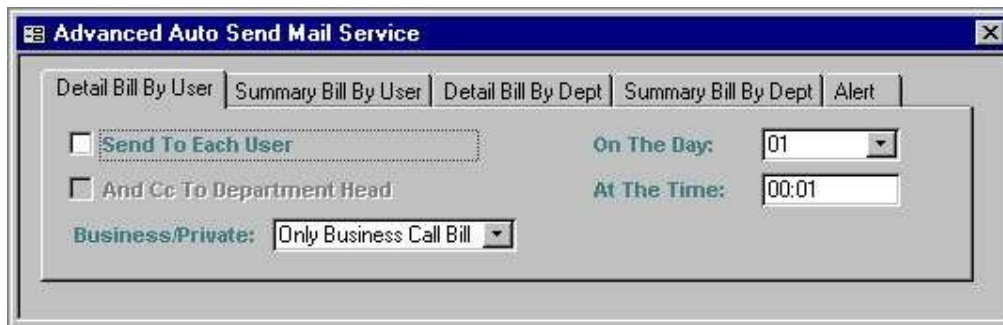 Advanced Auto Send Mail Service
Detail Bill By User Summary Bill By User Detail Bill By Dept Summary Bill By Dept Alert
Send To Each User On The Day: 01
And Cc To Department Head At The Time: 00:01
Business/Private: Only Business Call Bill